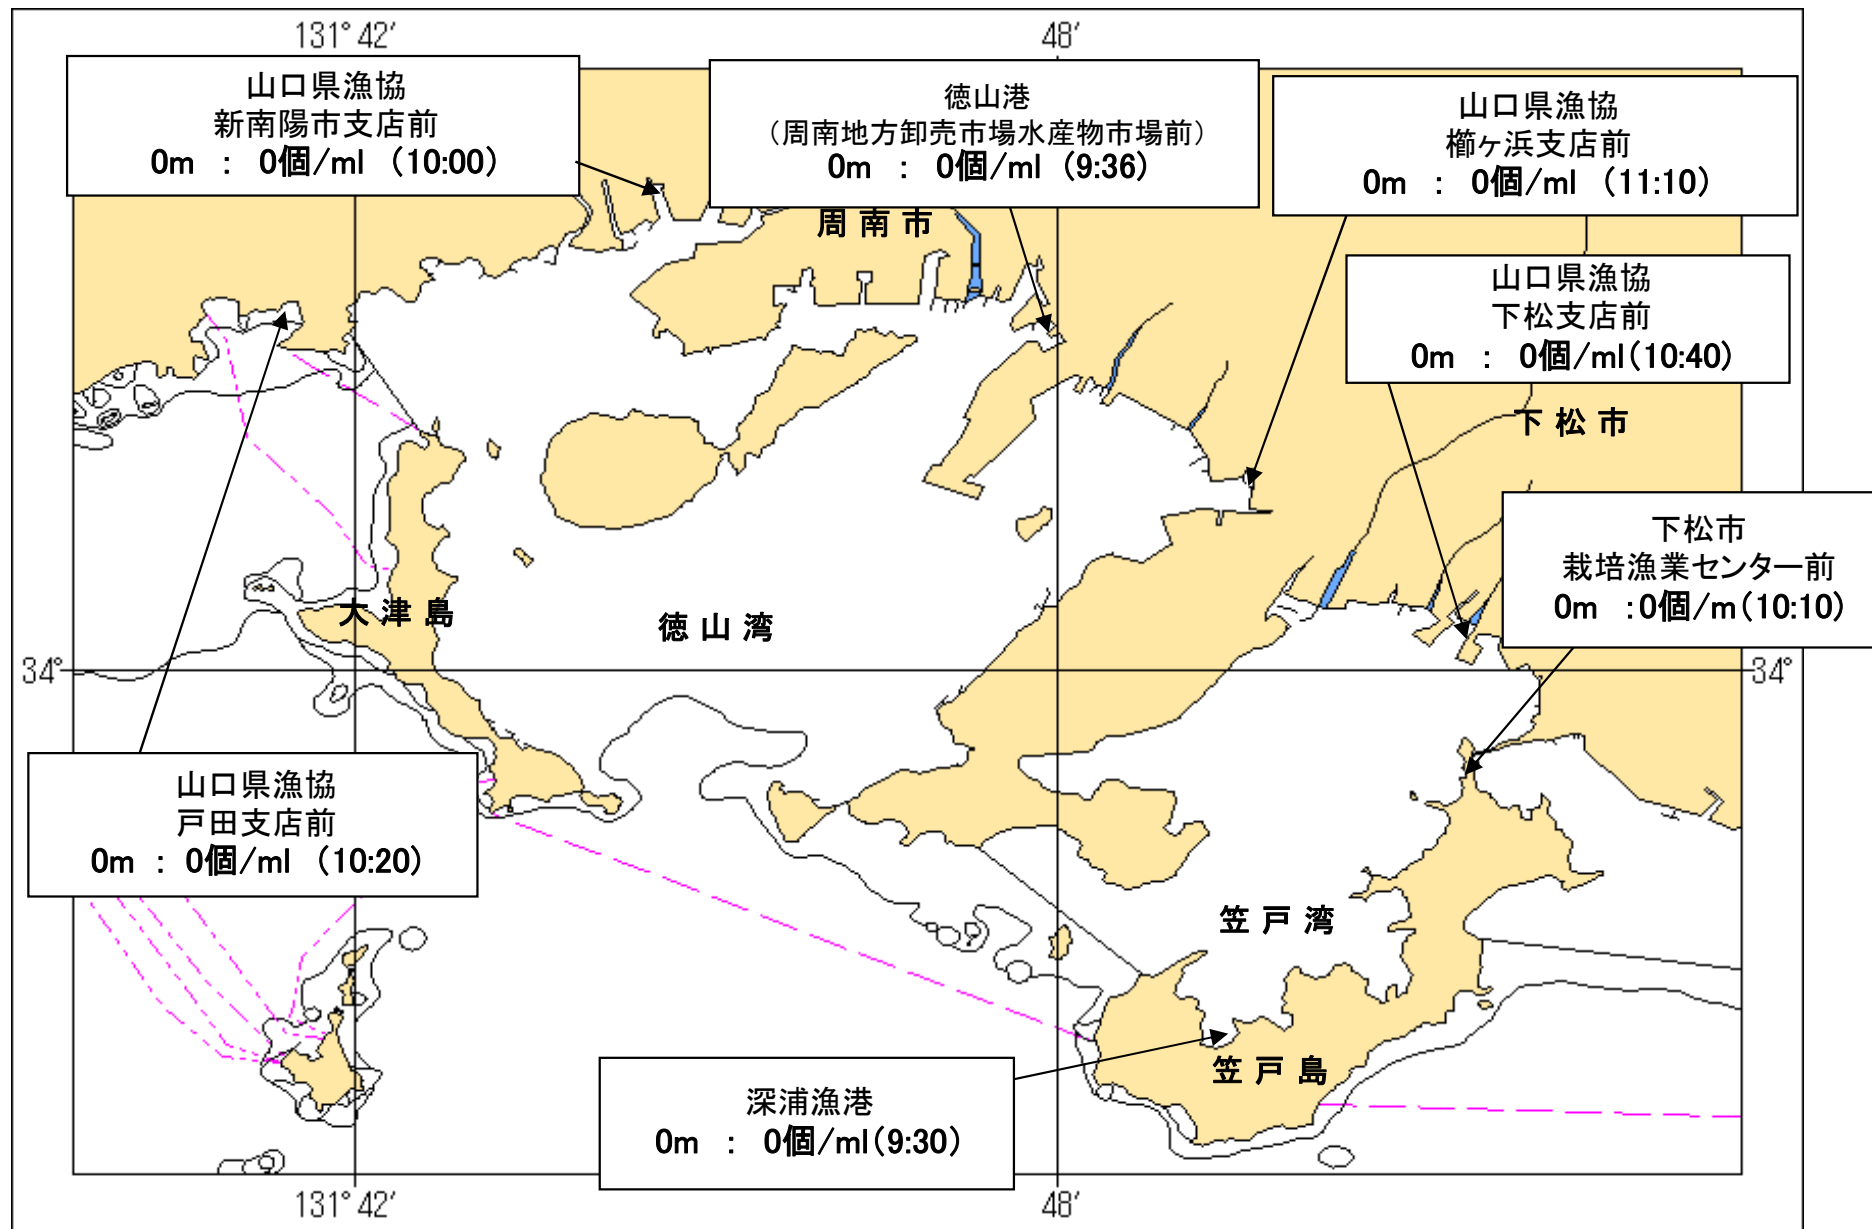 131°42′
48′
山口県漁協
新南陽市支店前
0m : 0個/ml (10:00)
徳山港
(周南地方卸売市場水産物市場前)
0m : 0個/ml (9:36)
山口県漁協
櫛ヶ浜支店前
0m : 0個/ml (11:10)
周南市
山口県漁協
下松支店前
0m : 0個/ml(10:40)
下松市
下松市
栽培漁業センター前
0m :0個/m(10:10)
大津島
徳山湾
34°
34°
山口県漁協
戸田支店前
0m : 0個/ml (10:20)
笠戸湾
笠戸島
深浦漁港
0m : 0個/ml(9:30)
131°42′
48′